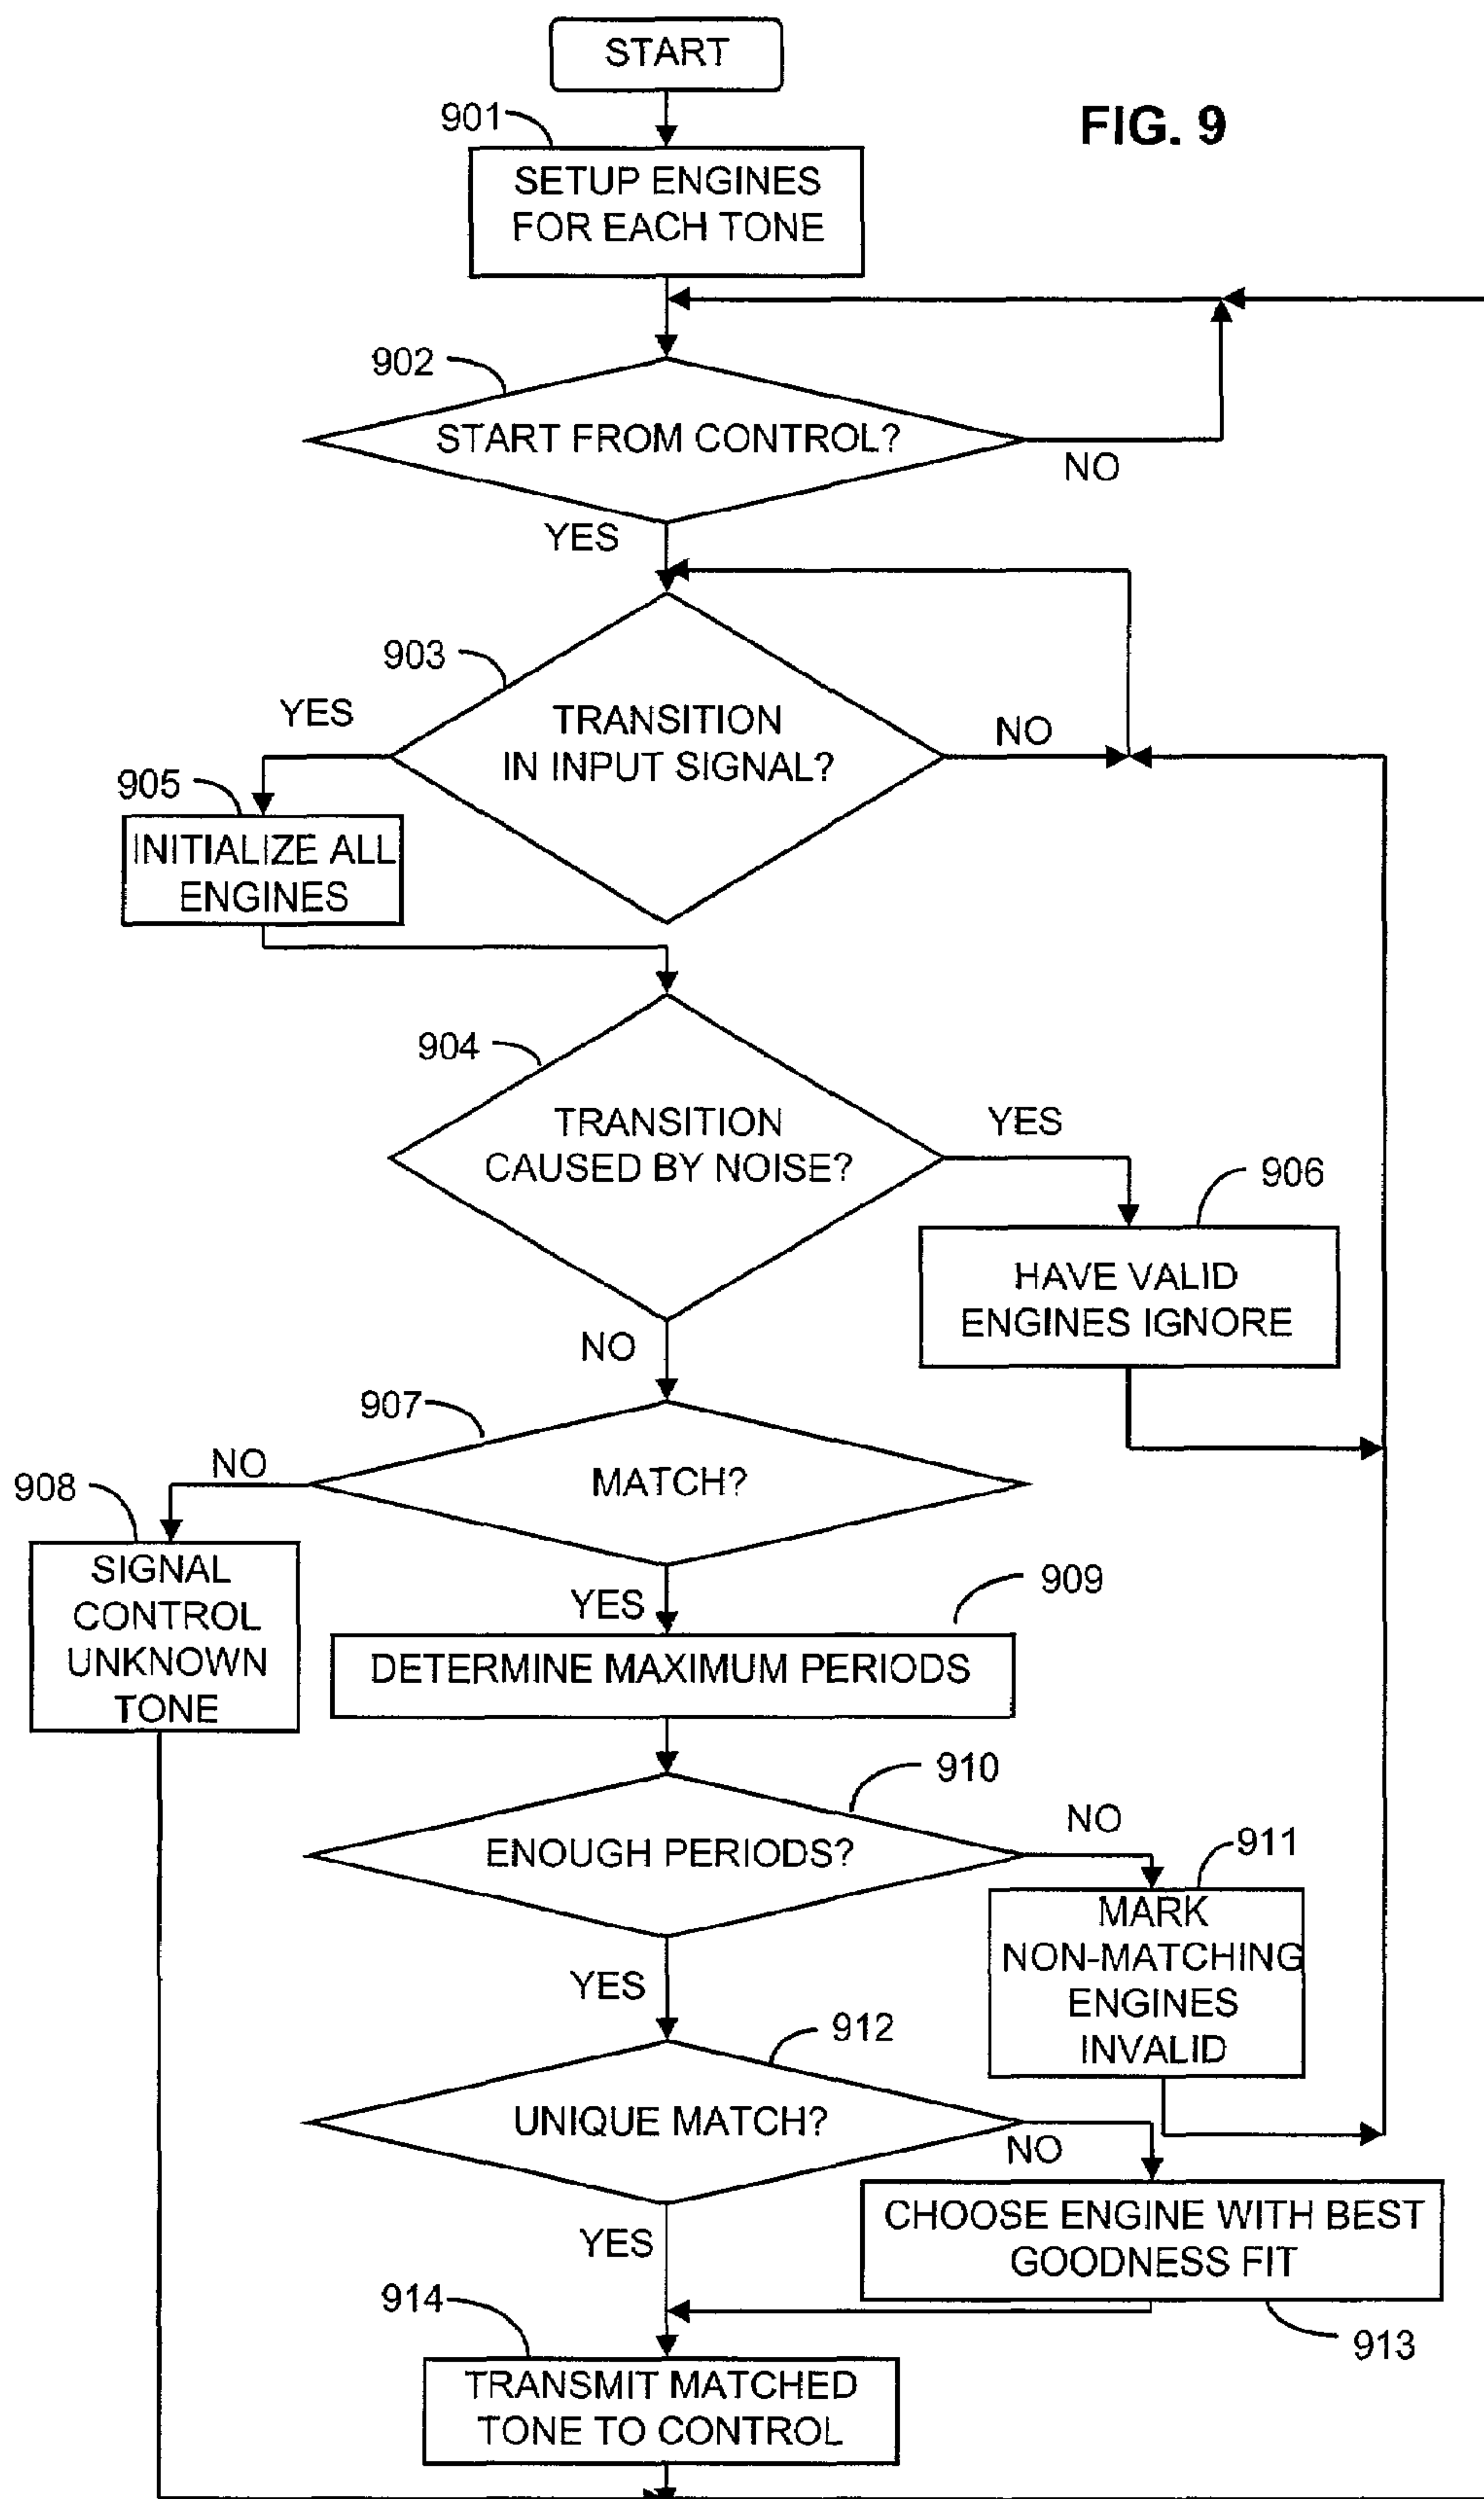 START
FIG. 9
901
SETUP ENGINES
FOR EACH TONE
902
START FROM CONTROL?
NO
YES
903
YES
TRANSITION
IN INPUT SIGNAL?
NO
905
INITIALIZE ALL
ENGINES
904
TRANSITION
CAUSED BY NOISE?
YES
906
HAVE VALID
ENGINES IGNORE
NO
907
NO
MATCH?
908
SIGNAL
CONTROL
UNKNOWN
TONE
YES
909
DETERMINE MAXIMUM PERIODS
910
ENOUGH PERIODS?
NO
911
MARK
NON-MATCHING
ENGINES
INVALID
YES
912
UNIQUE MATCH?
NO
CHOOSE ENGINE WITH BEST
GOODNESS FIT
YES
913
914
TRANSMIT MATCHED
TONE TO CONTROL